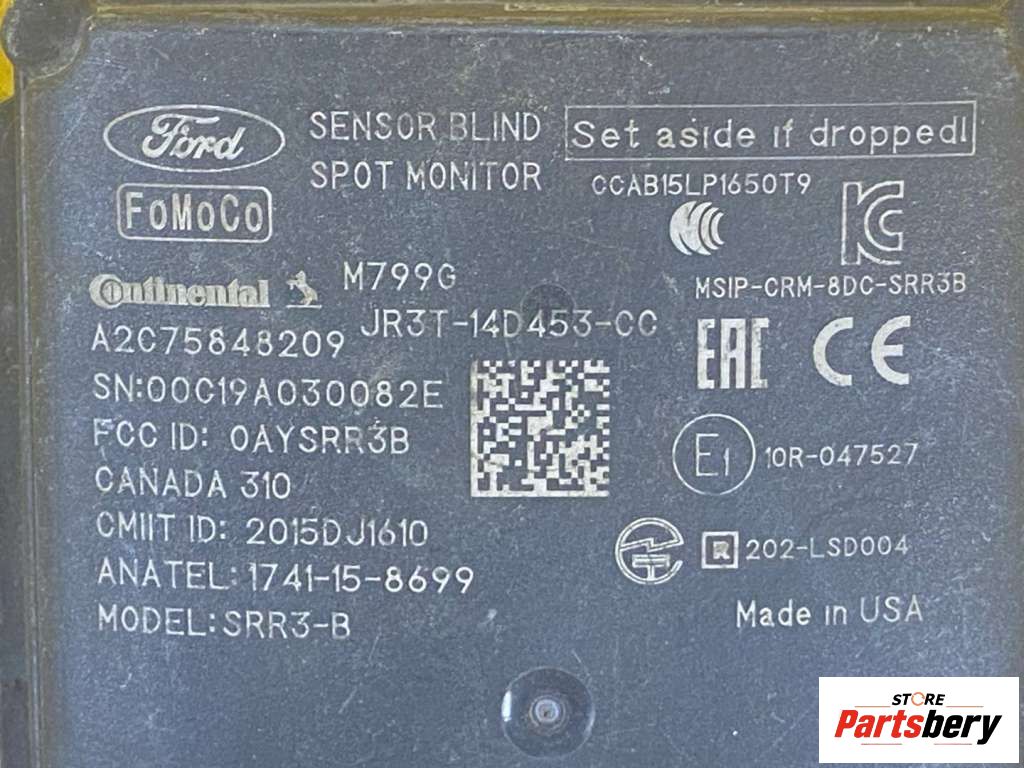 Ford
SENSOR BLIND
SPOT MONITOR
Set aside if dropped!
CCAB15LP1650T9
FoMoCo
Continental
M799G
MSIP-CRM-8DC-SRR3B
A2C75848209
JR3T-14D453-CC
EAC CE
SN:00C19A030082E
FCC ID: OAYSRR3B
E1
10R-047527
CANADA 310
CMIIT ID: 2015DJ1610
R 202-LSD004
ANATEL: 1741-15-8699
MODEL: SRR3-B
Made in USA
STORE
Partsbery